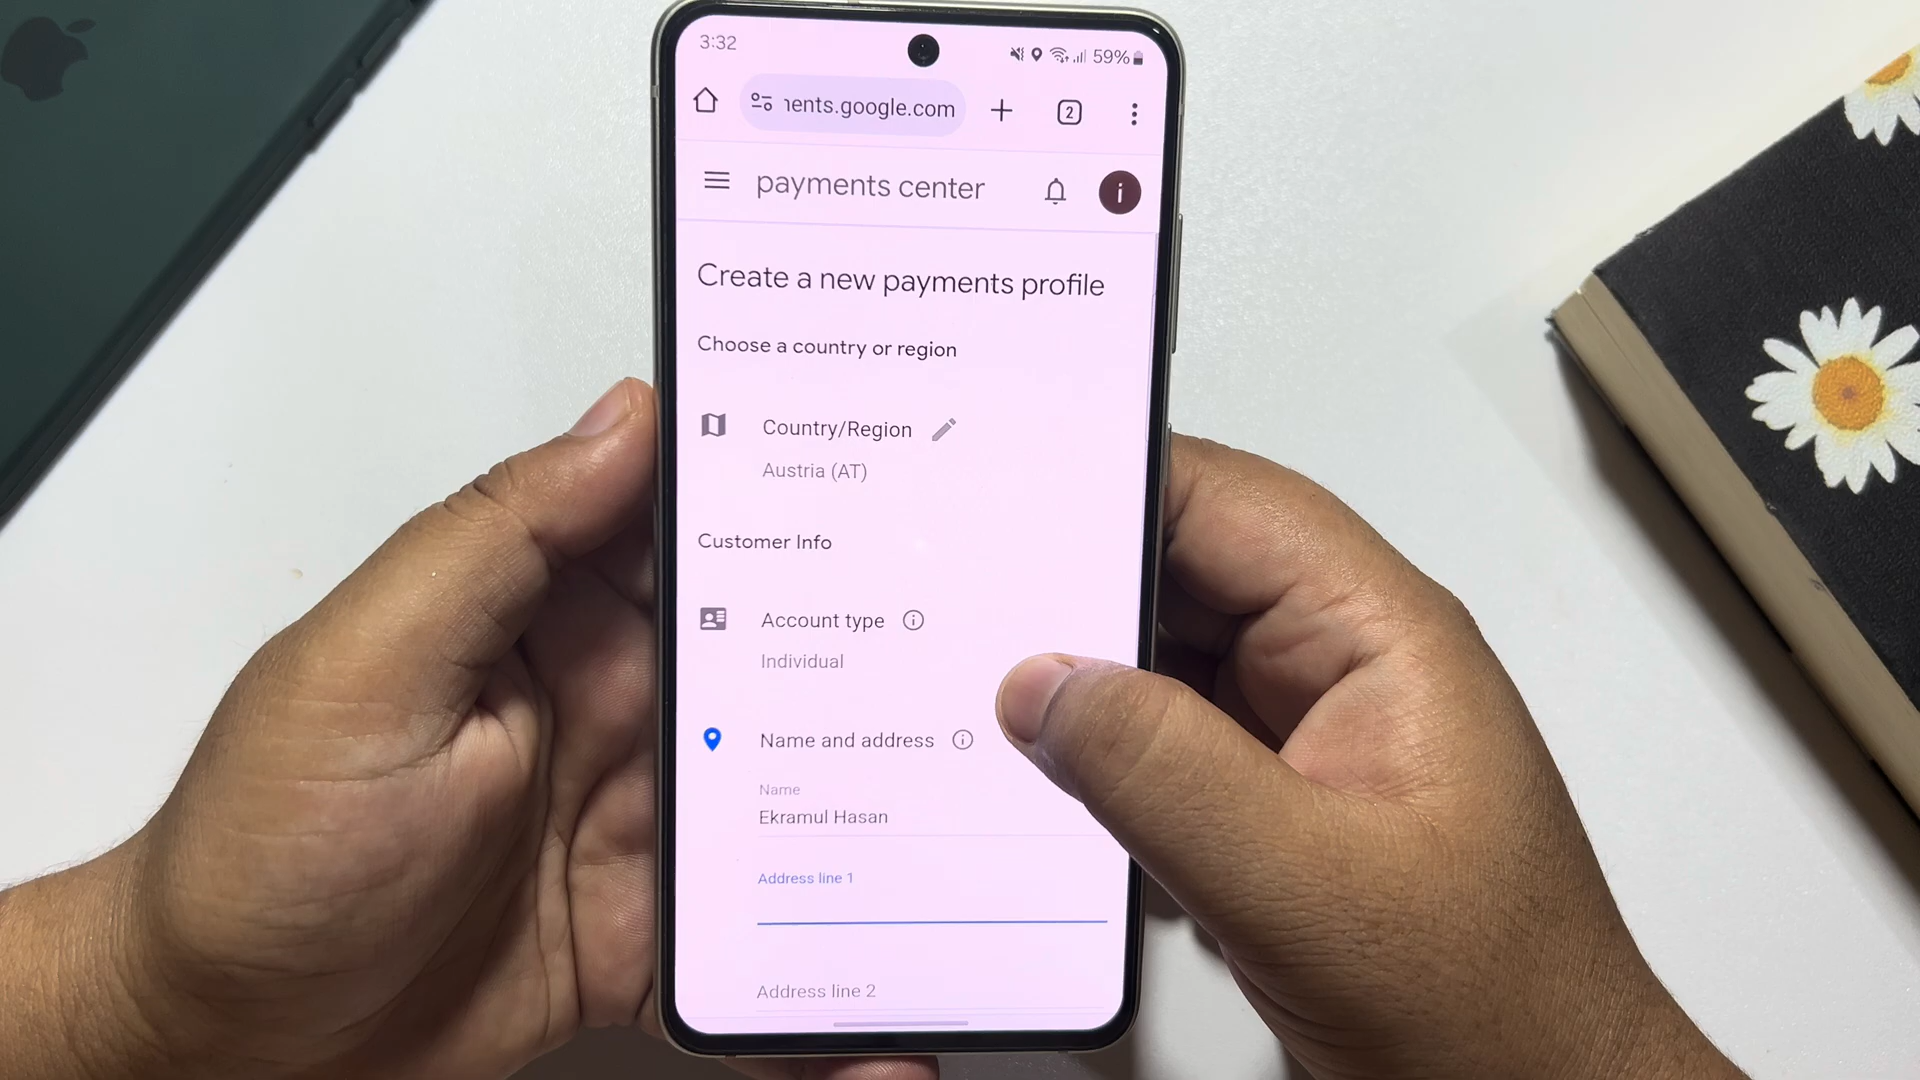 3:32
59%
nents.google.com
2
payments center
i
Create a new payments profile
Choose a country or region
Country/Region
Austria (AT)
Customer Info
Account type
Individual
Name and address
Name
Ekramul Hasan
Address line 1
Address line 2